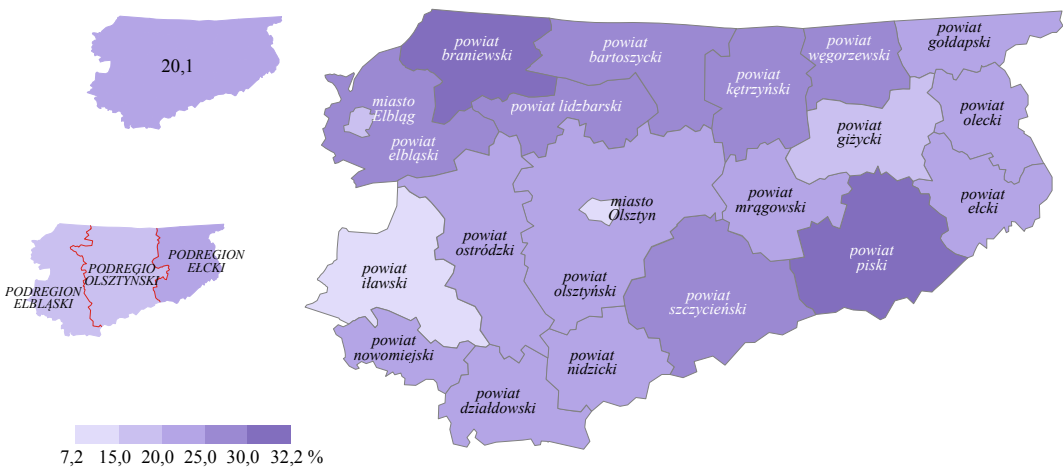 20,1
PODREGION
ELBLĄSKI
PODREGIO
OLSZTYŃSKI
PODREGION
EŁCKI
7,2 15,0 20,0 25,0 30,0 32,2 %
powiat
braniewski
powiat
bartoszycki
powiat
kętrzyński
powiat
węgorzewski
powiat
gołdapski
miasto
Elbląg
powiat lidzbarski
powiat
elbląski
powiat
giżycki
powiat
olecki
powiat
ełcki
powiat
mrągowski
miasto
Olsztyn
powiat
ostródzki
powiat
piski
powiat
iławski
powiat
olsztyński
powiat
szczycieński
powiat
nowomiejski
powiat
nidzicki
powiat
działdowski